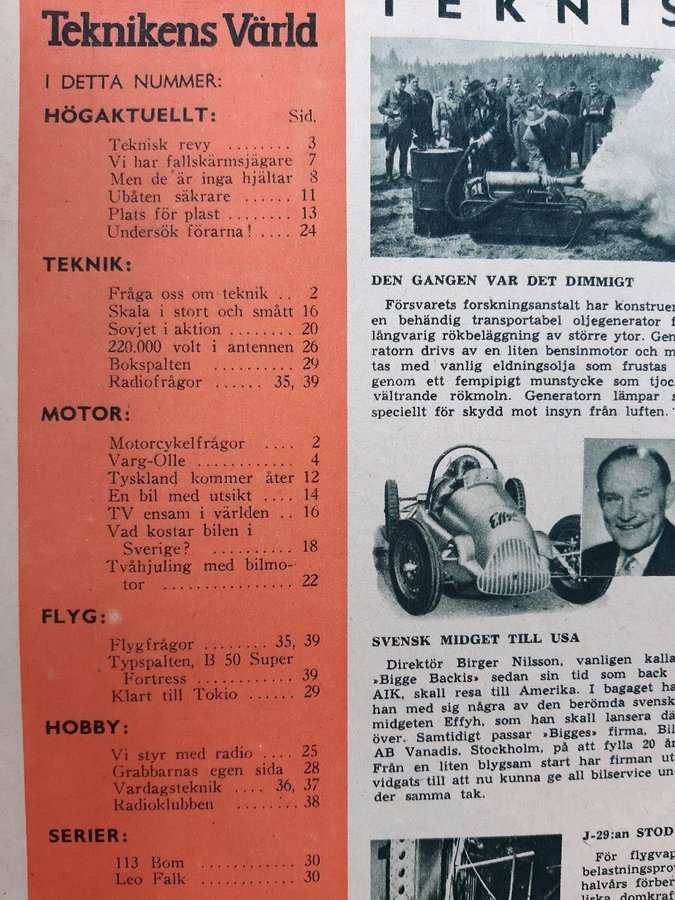 Teknikens Värld
I DETTA NUMMER:
HÖGAKTUELLT: Sid.
Teknisk revy ........ 3
Vi har fallskärmsjägare 7
Men de är inga hjältar 8
Ubåten säkrare ...... 11
Plats för plast ........ 13
Undersök förarna! .... 24
TEKNIK:
Fråga oss om teknik .. 2
Skala i stort och smått 16
Sovjet i aktion ........ 20
220.000 volt i antennen 26
Bokspalten .......... 29
Radiofrågor ...... 35, 39
MOTOR:
Motorcykelfrågor .... 2
Varg-Olle ............ 4
Tyskland kommer åter 12
En bil med utsikt .... 14
TV ensam i världen .. 16
Vad kostar bilen i
Sverige? .......... 18
Tvåhjuling med bilmo-
tor .............. 22
FLYG:
Flygfrågor ........ 35, 39
Typspalten, B 50 Super
Fortress ............ 39
Klart till Tokio ...... 29
HOBBY:
Vi styr med radio .... 25
Grabbarnas egen sida 28
Vardagsteknik .... 36, 37
Radioklubben ........ 38
SERIER:
113 Bom ............ 30
Leo Falk ............ 30
TEKNIS
DEN GANGEN VAR DET DIMMIGT
Försvarets forskningsanstalt har konstruer
en behändig transportabel oljegenerator f
långvarig rökbeläggning av större ytor. Gen
ratorn drivs av en liten bensinmotor och m
tas med vanlig eldningsolja som frustas
genom ett fempipigt munstycke som tjoc
vältrande rökmoln. Generatorn lämpar s
speciellt för skydd mot insyn från luften.
Effyh
SVENSK MIDGET TILL USA
Direktör Birger Nilsson, vanligen kalla
»Bigge Backis» sedan sin tid som back
AIK, skall resa till Amerika. I bagaget ha
han med sig några av den berömda svensk
midgeten Effyh, som han skall lansera dä
över. Samtidigt passar »Bigges» firma, Bil
AB Vanadis, Stockholm, på att fylla 20 år
Från en liten blygsam start har firman ut
vidgats till att nu kunna ge all bilservice un
der samma tak.
J-29:an STOD
För flygvap
belastningspro
halvårs förber
liska domkraft